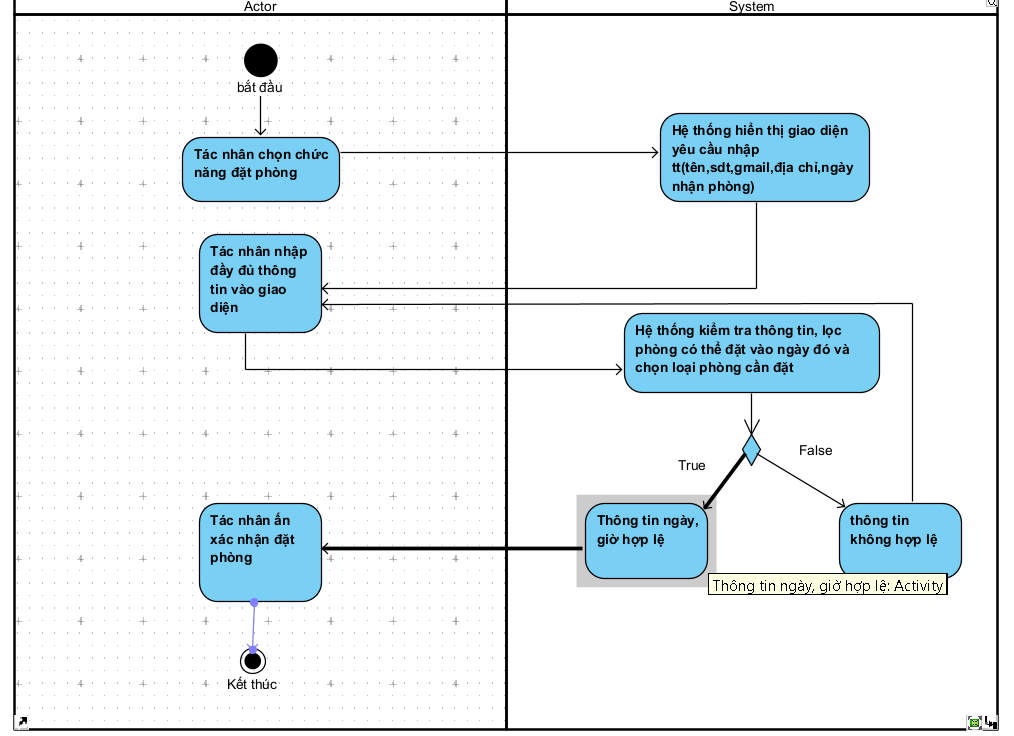 Actor
System
bắt đầu
Tác nhân chọn chức
năng đặt phòng
Hệ thống hiển thị giao diện
yêu cầu nhập
tt(tên,sdt,gmail,địa chỉ,ngày
nhận phòng)
Tác nhân nhập
đầy đủ thông
tin vào giao
diện
Hệ thống kiểm tra thông tin, lọc
phòng có thể đặt vào ngày đó và
chọn loại phòng cần đặt
True
False
Thông tin ngày,
giờ hợp lệ
thông tin
không hợp lệ
Thông tin ngày, giờ hợp lệ: Activity
Tác nhân ấn
xác nhận đặt
phòng
Kết thúc